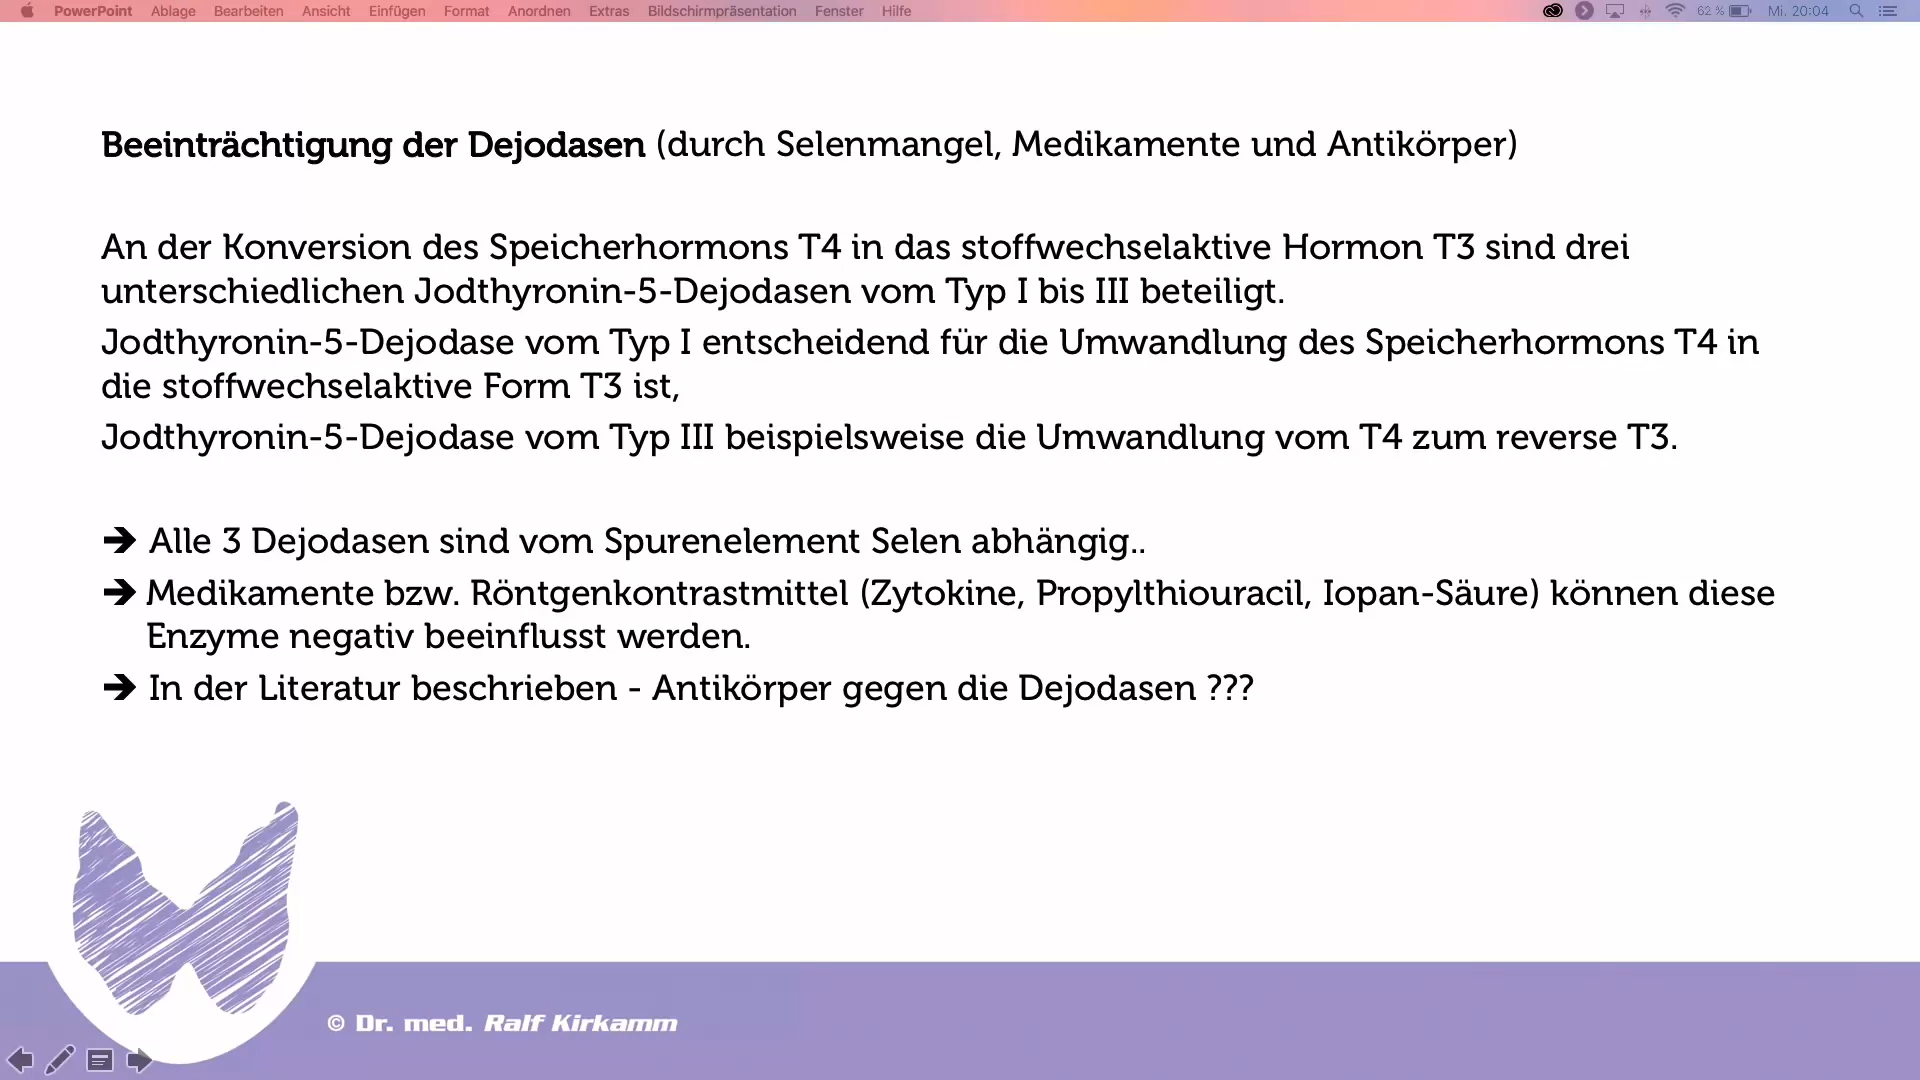 PowerPoint Ablage Bearbeiten Ansicht Einfügen Format Anordnen Extras Bildschirmpräsentation Fenster Hilfe 62 % Mi. 20:04
Beeinträchtigung der Dejodasen (durch Selenmangel, Medikamente und Antikörper)
An der Konversion des Speicherhormons T4 in das stoffwechselaktive Hormon T3 sind drei
unterschiedlichen Jodthyronin-5-Dejodasen vom Typ I bis III beteiligt.
Jodthyronin-5-Dejodase vom Typ I entscheidend für die Umwandlung des Speicherhormons T4 in
die stoffwechselaktive Form T3 ist,
Jodthyronin-5-Dejodase vom Typ III beispielsweise die Umwandlung vom T4 zum reverse T3.
➔ Alle 3 Dejodasen sind vom Spurenelement Selen abhängig..
➔ Medikamente bzw. Röntgenkontrastmittel (Zytokine, Propylthiouracil, Iopan-Säure) können diese
Enzyme negativ beeinflusst werden.
➔ In der Literatur beschrieben - Antikörper gegen die Dejodasen ???
© Dr. med. Ralf Kirkamm